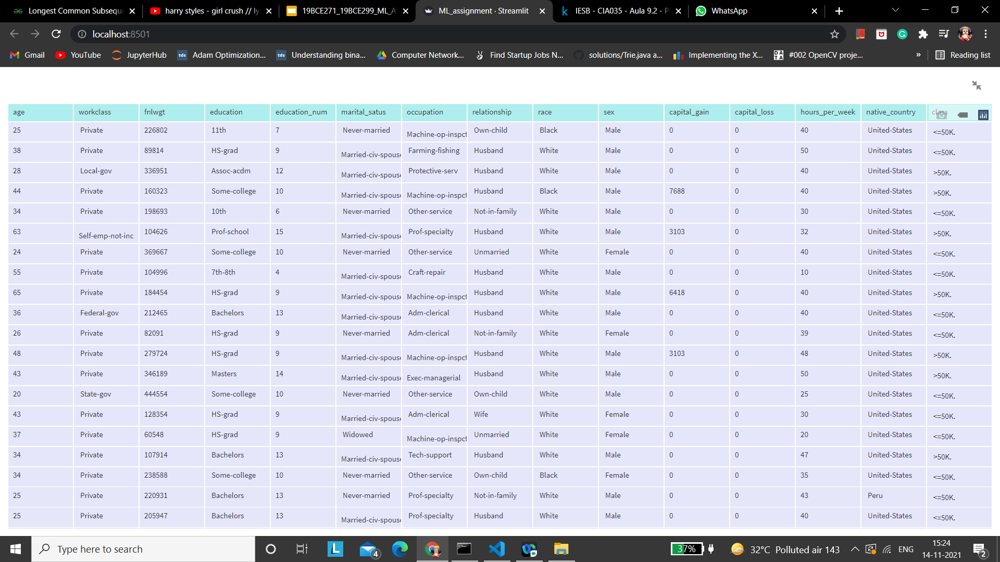 Longest Common Subseque
harry styles - girl crush // ly
19BCE271_19BCE299_ML_A
ML_assignment · Streamlit
IESB - CIA035 - Aula 9.2 - P
WhatsApp
localhost:8501
Gmail YouTube JupyterHub tds Adam Optimization... tds Understanding bina... Computer Network... Find Startup Jobs N... solutions/Trie.java a... Implementing the X... DATA #002 OpenCV proje... » Reading list
age workclass fnlwgt education education_num marital_satus occupation relationship race sex capital_gain capital_loss hours_per_week native_country class
25 Private 226802 11th 7 Never-married Machine-op-inspct Own-child Black Male 0 0 40 United-States <=50K.
38 Private 89814 HS-grad 9 Married-civ-spouse Farming-fishing Husband White Male 0 0 50 United-States <=50K.
28 Local-gov 336951 Assoc-acdm 12 Married-civ-spouse Protective-serv Husband White Male 0 0 40 United-States >50K.
44 Private 160323 Some-college 10 Married-civ-spouse Machine-op-inspct Husband Black Male 7688 0 40 United-States >50K.
34 Private 198693 10th 6 Never-married Other-service Not-in-family White Male 0 0 30 United-States <=50K.
63 Self-emp-not-inc 104626 Prof-school 15 Married-civ-spouse Prof-specialty Husband White Male 3103 0 32 United-States >50K.
24 Private 369667 Some-college 10 Never-married Other-service Unmarried White Female 0 0 40 United-States <=50K.
55 Private 104996 7th-8th 4 Married-civ-spouse Craft-repair Husband White Male 0 0 10 United-States <=50K.
65 Private 184454 HS-grad 9 Married-civ-spouse Machine-op-inspct Husband White Male 6418 0 40 United-States >50K.
36 Federal-gov 212465 Bachelors 13 Married-civ-spouse Adm-clerical Husband White Male 0 0 40 United-States <=50K.
26 Private 82091 HS-grad 9 Never-married Adm-clerical Not-in-family White Female 0 0 39 United-States <=50K.
48 Private 279724 HS-grad 9 Married-civ-spouse Machine-op-inspct Husband White Male 3103 0 48 United-States >50K.
43 Private 346189 Masters 14 Married-civ-spouse Exec-managerial Husband White Male 0 0 50 United-States >50K.
20 State-gov 444554 Some-college 10 Never-married Other-service Own-child White Male 0 0 25 United-States <=50K.
43 Private 128354 HS-grad 9 Married-civ-spouse Adm-clerical Wife White Female 0 0 30 United-States <=50K.
37 Private 60548 HS-grad 9 Widowed Machine-op-inspct Unmarried White Female 0 0 20 United-States <=50K.
34 Private 107914 Bachelors 13 Married-civ-spouse Tech-support Husband White Male 0 0 47 United-States >50K.
34 Private 238588 Some-college 10 Never-married Other-service Own-child Black Female 0 0 35 United-States <=50K.
25 Private 220931 Bachelors 13 Never-married Prof-specialty Not-in-family White Male 0 0 43 Peru <=50K.
25 Private 205947 Bachelors 13 Married-civ-spouse Prof-specialty Husband White Male 0 0 40 United-States <=50K.
Type here to search L 4 37% 32°C Polluted air 143 ENG 15:24
14-11-2021 2